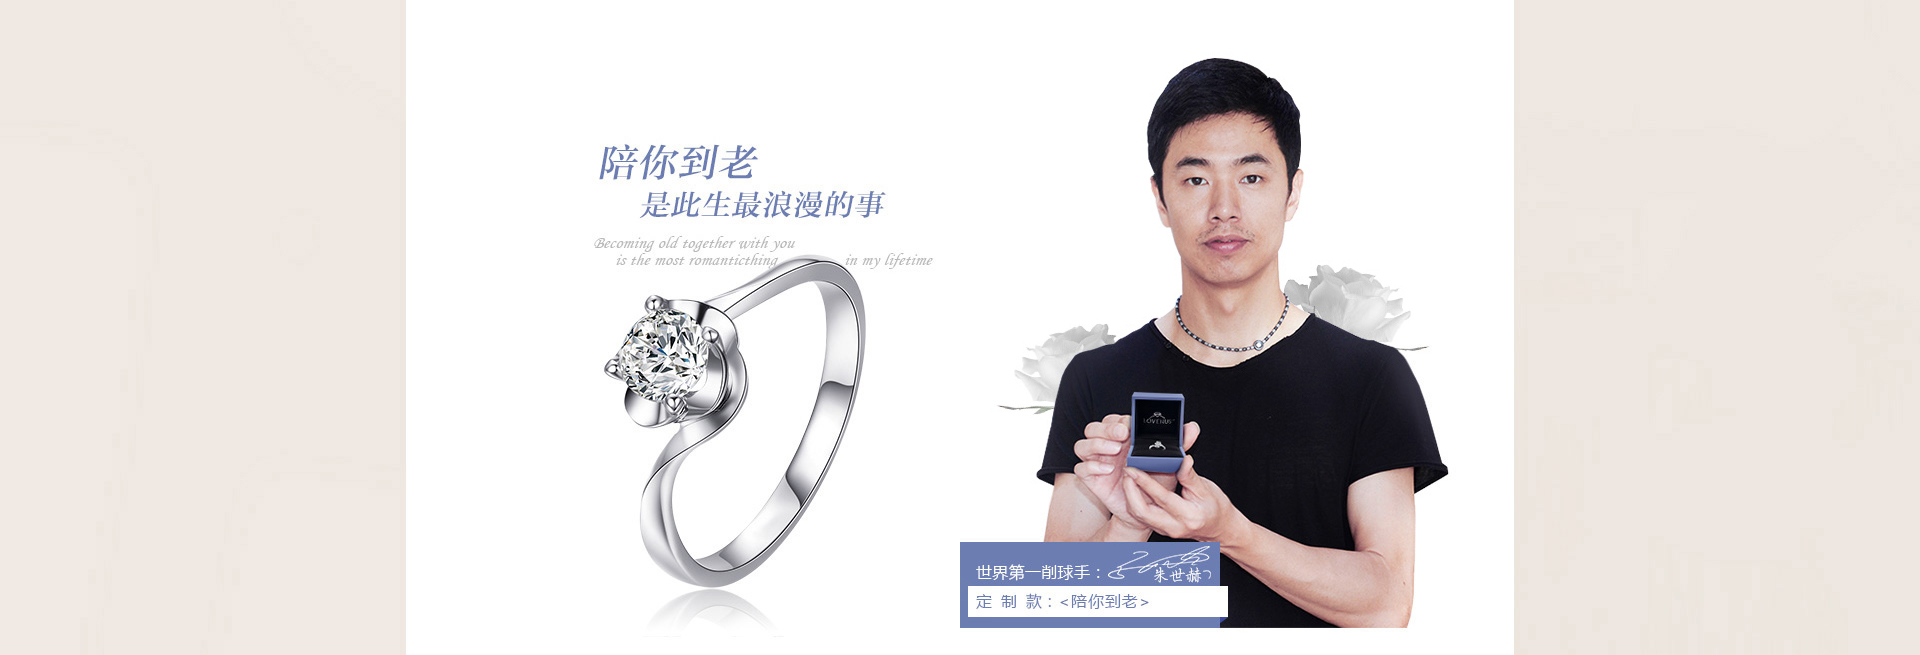 陪你到老
是此生最浪漫的事
Becoming old together with you
is the most romanticthing in my lifetime
LOVENUS
世界第一削球手：朱世赫
定 制 款：<陪你到老>